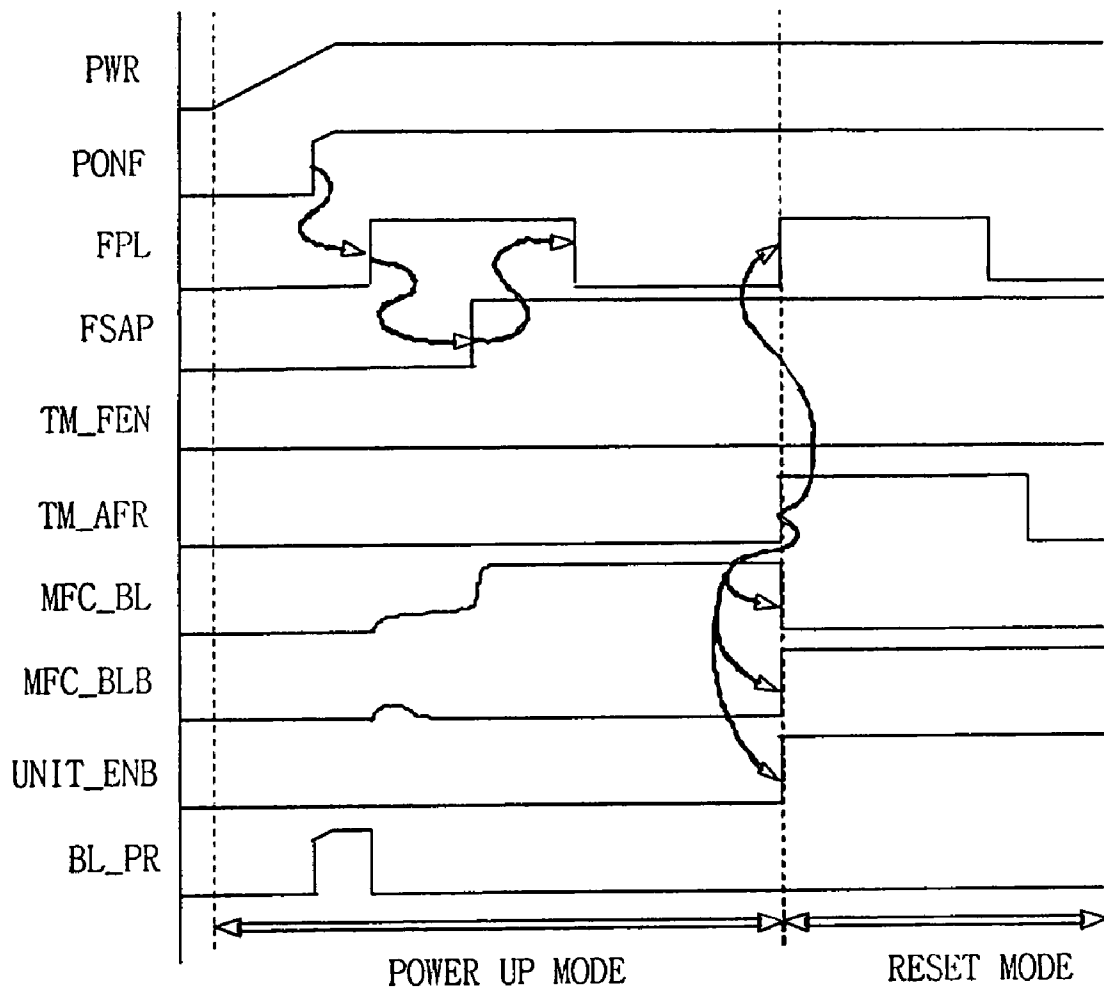 PWR
PONF
FPL
FSAP
TM_FEN
TM_AFR
MFC_BL
MFC_BLB
UNIT_ENB
BL_PR
POWER UP MODE
RESET MODE